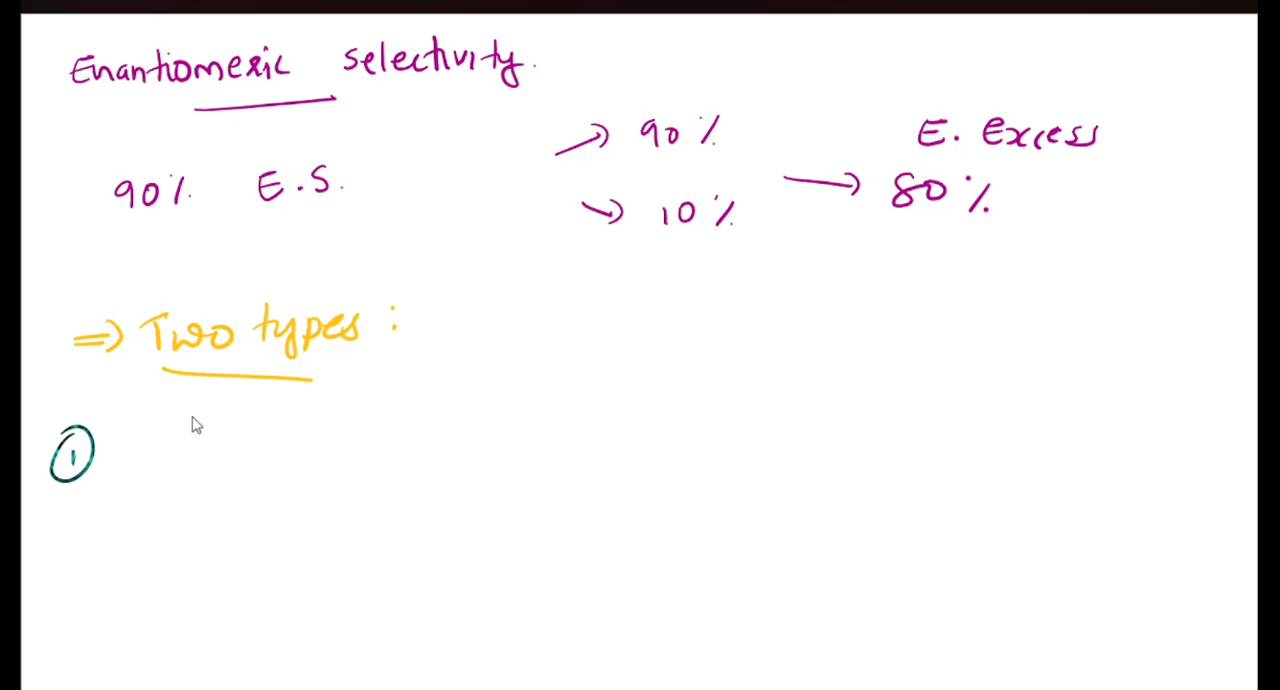 Enantiomeric selectivity.
90% E.S. → 90% E. Excess
→ 10% → 80%
⇒ Two types :
①